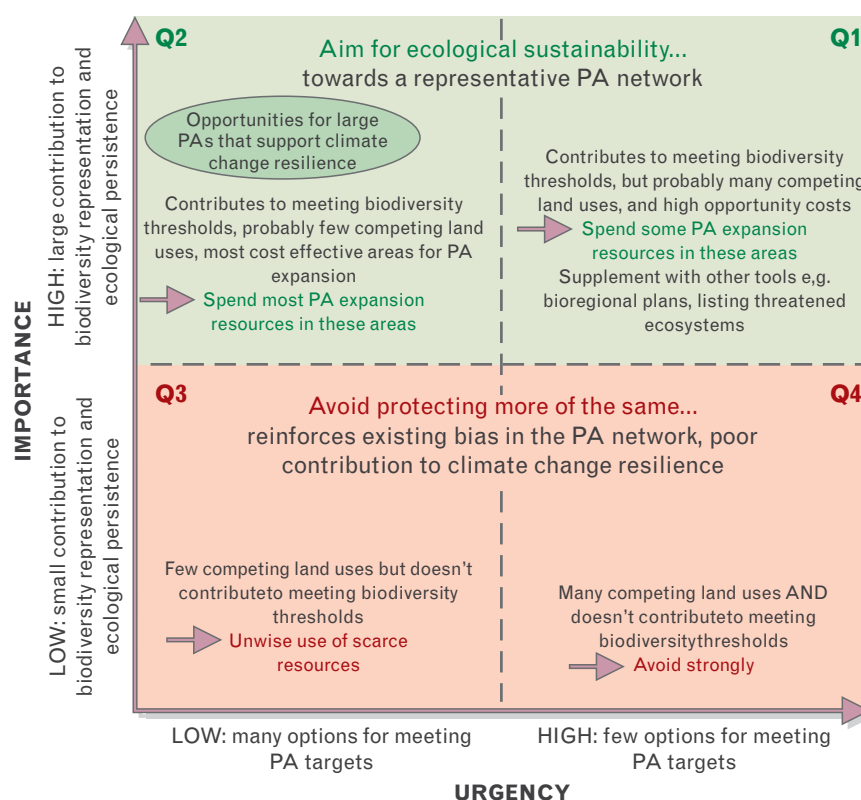 Q2
Q1
Aim for ecological sustainability...
towards a representative PA network
Opportunities for large
PAs that support climate
change resilience
Contributes to meeting biodiversity
thresholds, probably few competing land
uses, most cost effective areas for PA
expansion
Spend most PA expansion
resources in these areas
Contributes to meeting biodiversity
thresholds, but probably many competing
land uses, and high opportunity costs
Spend some PA expansion
resources in these areas
Supplement with other tools e,g.
bioregional plans, listing threatened
ecosystems
Q3
Q4
Avoid protecting more of the same...
reinforces existing bias in the PA network, poor
contribution to climate change resilience
Few competing land uses but doesn't
contributeto meeting biodiversity
thresholds
Unwise use of scarce
resources
Many competing land uses AND
doesn't contributeto meeting
biodiversitythresholds
Avoid strongly
IMPORTANCE
HIGH: large contribution to
biodiversity representation and
ecological persistence
LOW: small contribution to
biodiversity representation and
ecological persistence
LOW: many options for meeting
PA targets
HIGH: few options for meeting
PA targets
URGENCY